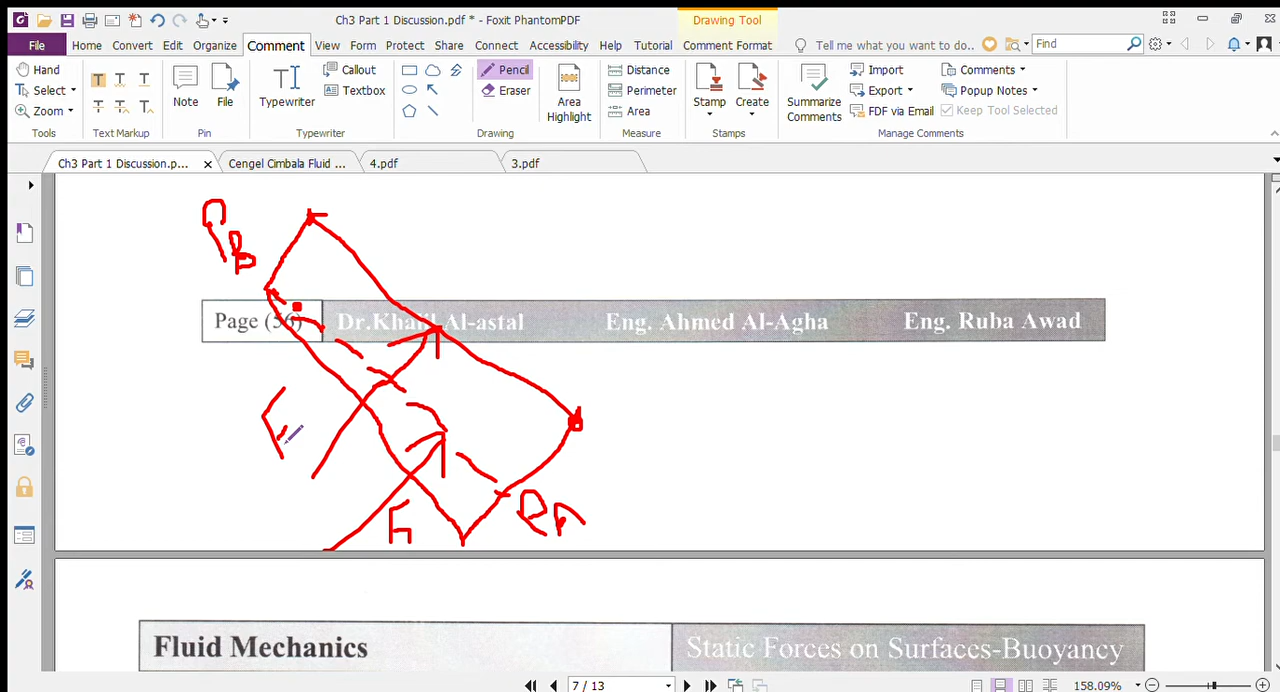 Ch3 Part 1 Discussion.pdf * - Foxit PhantomPDF
Drawing Tool
File Home Convert Edit Organize Comment View Form Protect Share Connect Accessibility Help Tutorial Comment Format Tell me what you want to do.. Find
Hand
Select
Zoom
Tools
Text Markup
Note
File
Pin
Typewriter
Callout
Textbox
Typewriter
Pencil
Eraser
Drawing
Area Highlight
Distance
Perimeter
Area
Measure
Stamp
Create
Stamps
Summarize Comments
Import
Export
FDF via Email
Comments
Popup Notes
Keep Tool Selected
Manage Comments
Ch3 Part 1 Discussion.p... Cengel Cimbala Fluid ... 4.pdf 3.pdf
B
Page (56) Dr.Khalil Al-astal Eng. Ahmed Al-Agha Eng. Ruba Awad
F
Fluid Mechanics Static Forces on Surfaces-Buoyancy
7 / 13 158.09%